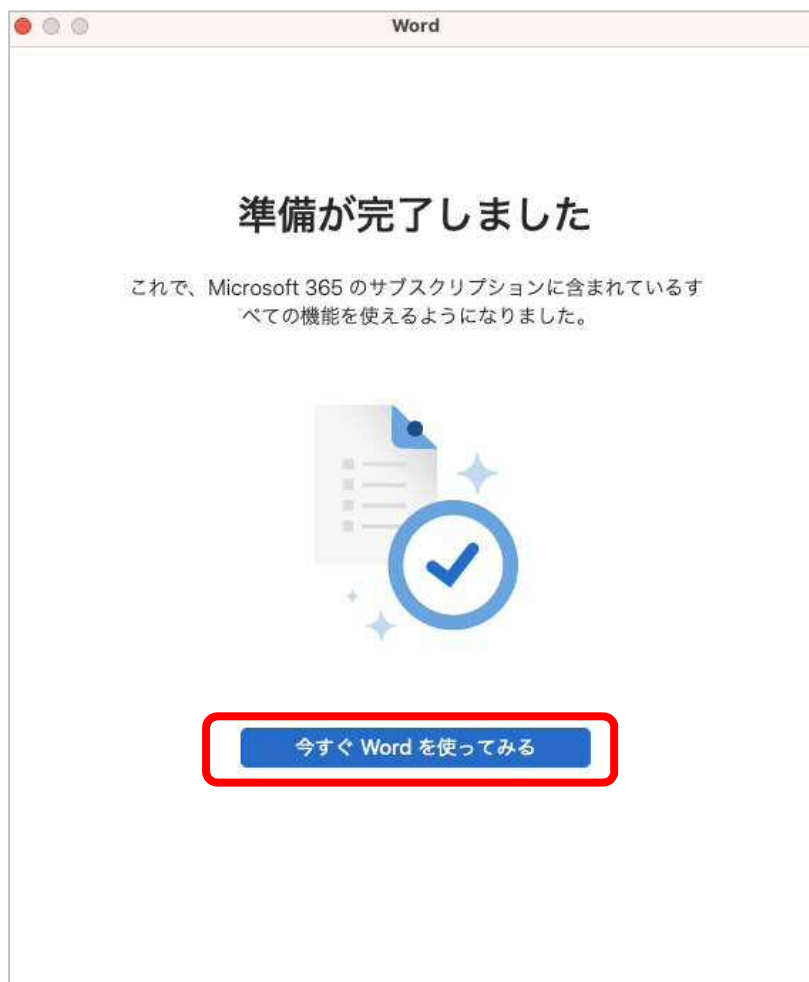 Word
準備が完了しました
これで、Microsoft 365 のサブスクリプションに含まれているす
べての機能を使えるようになりました。
今すぐ Word を使ってみる